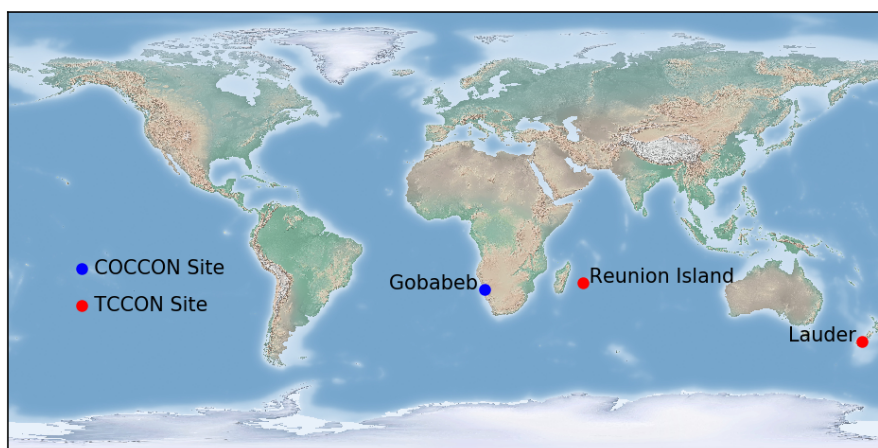 COCCON Site
TCCON Site
Gobabeb
Reunion Island
Lauder